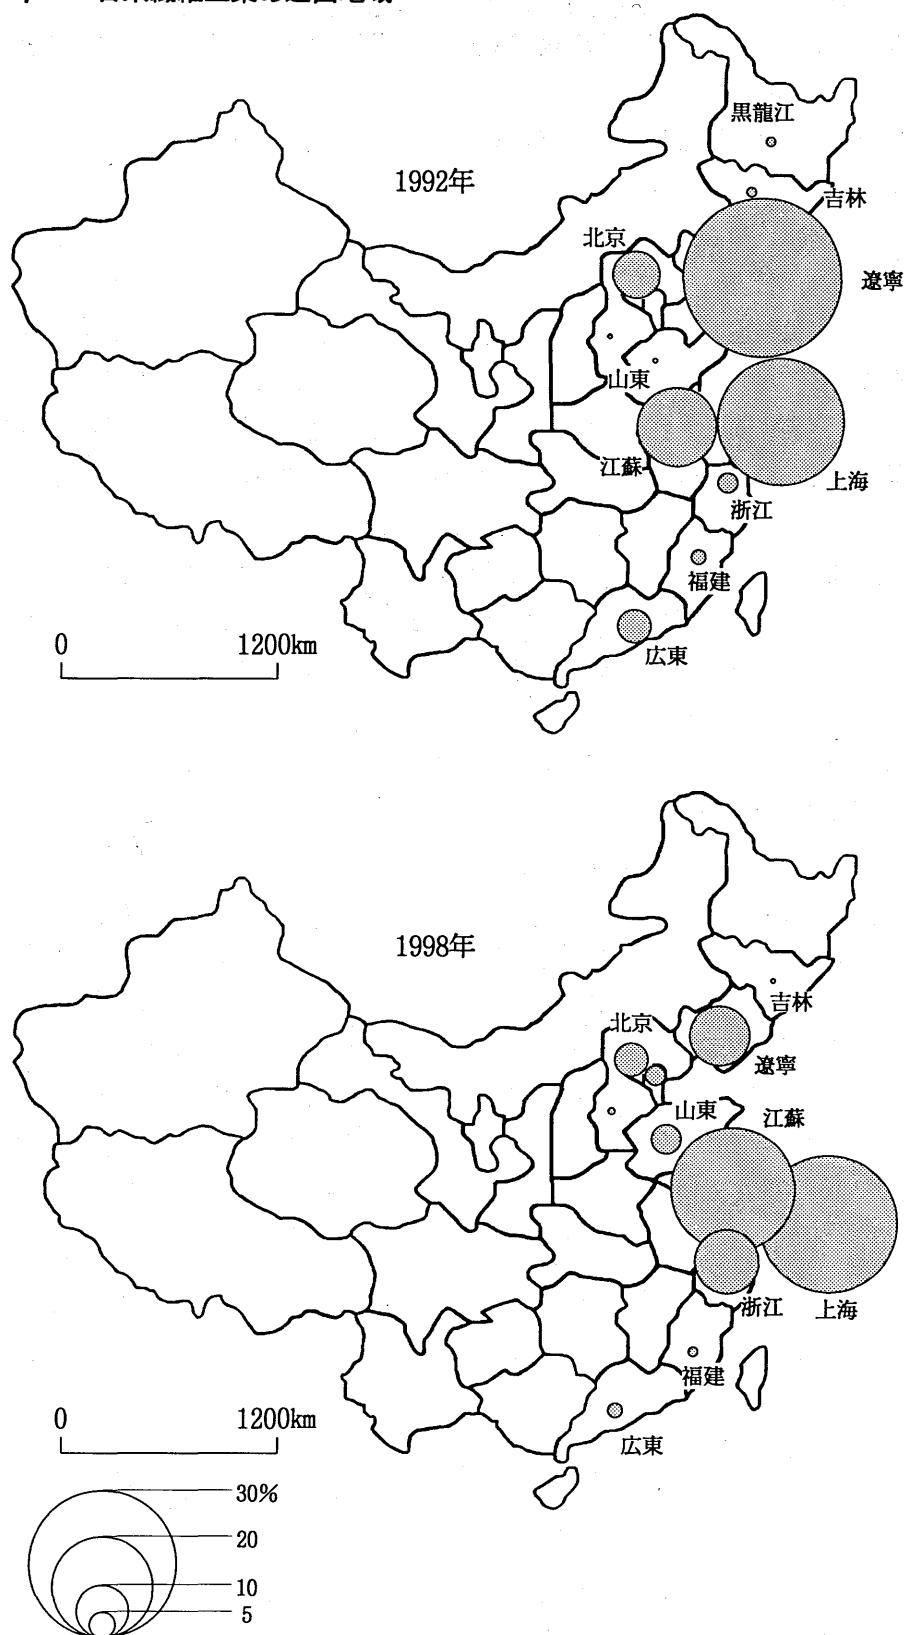 1992年
黒龍江
吉林
北京
遼寧
山東
江蘇
上海
浙江
福建
広東
0 1200km
1998年
吉林
北京
遼寧
山東
江蘇
浙江
上海
福建
広東
0 1200km
30%
20
10
5